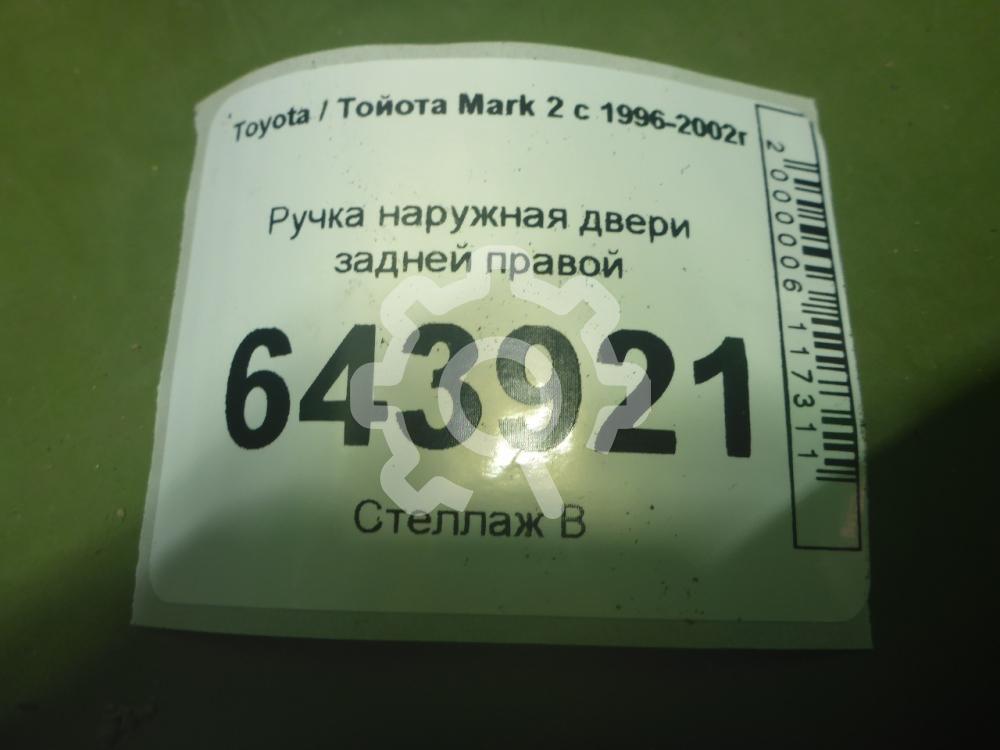 Toyota / Тойота Mark 2 с 1996-2002г
Ручка наружная двери
задней правой
643921
Стеллаж В
2000006117311